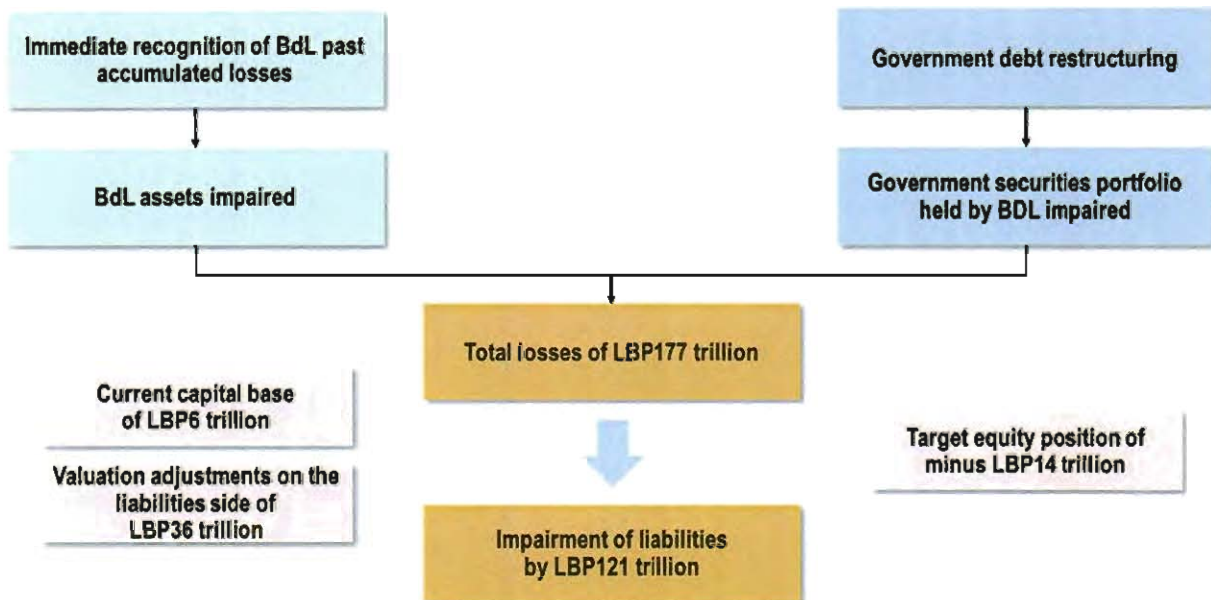 Immediate recognition of BdL past
accumulated losses
Government debt restructuring
BdL assets impaired
Government securities portfolio
held by BDL impaired
Total losses of LBP177 trillion
Current capital base
of LBP6 trillion
Valuation adjustments on the
liabilities side of
LBP36 trillion
Target equity position of
minus LBP14 trillion
Impairment of liabilities
by LBP121 trillion